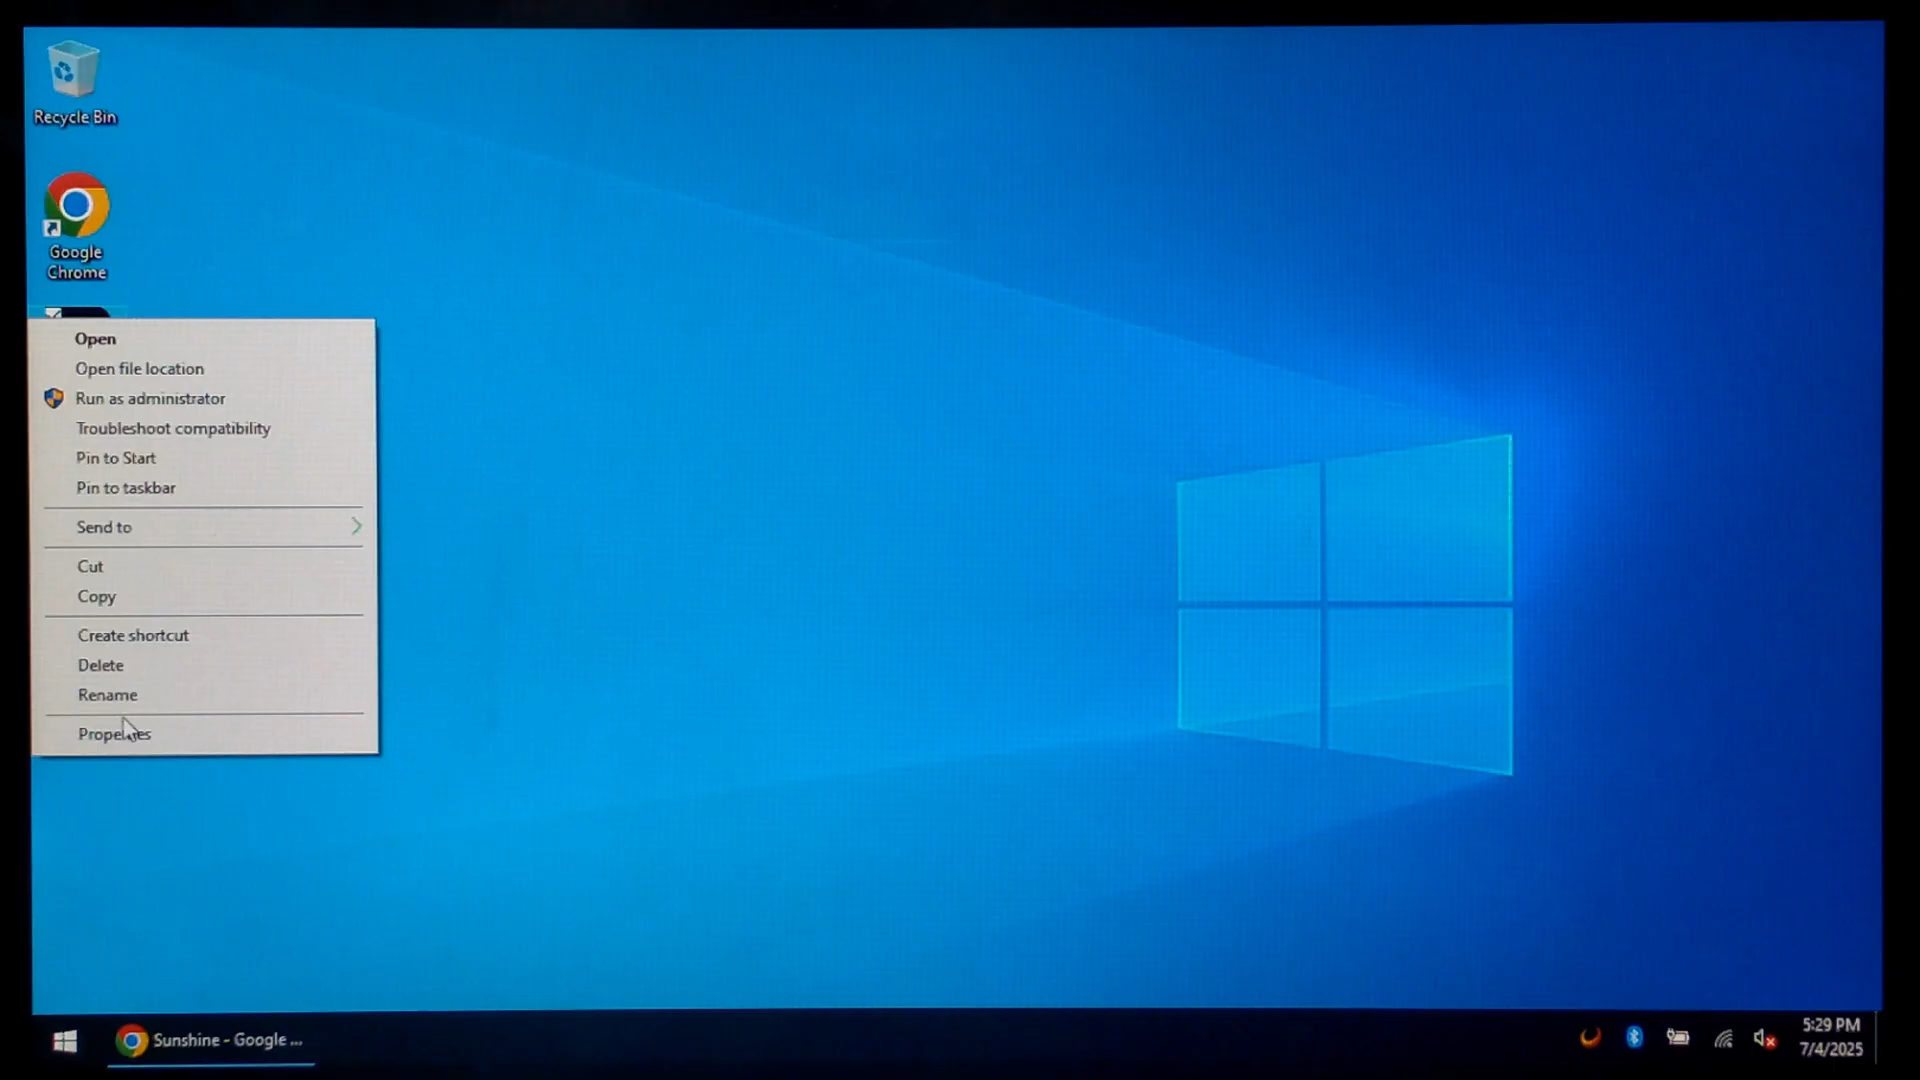 Recycle Bin
Google
Chrome
Open
Open file location
Run as administrator
Troubleshoot compatibility
Pin to Start
Pin to taskbar
Send to
Cut
Copy
Create shortcut
Delete
Rename
Properties
Sunshine - Google ...
5:29 PM
7/4/2025